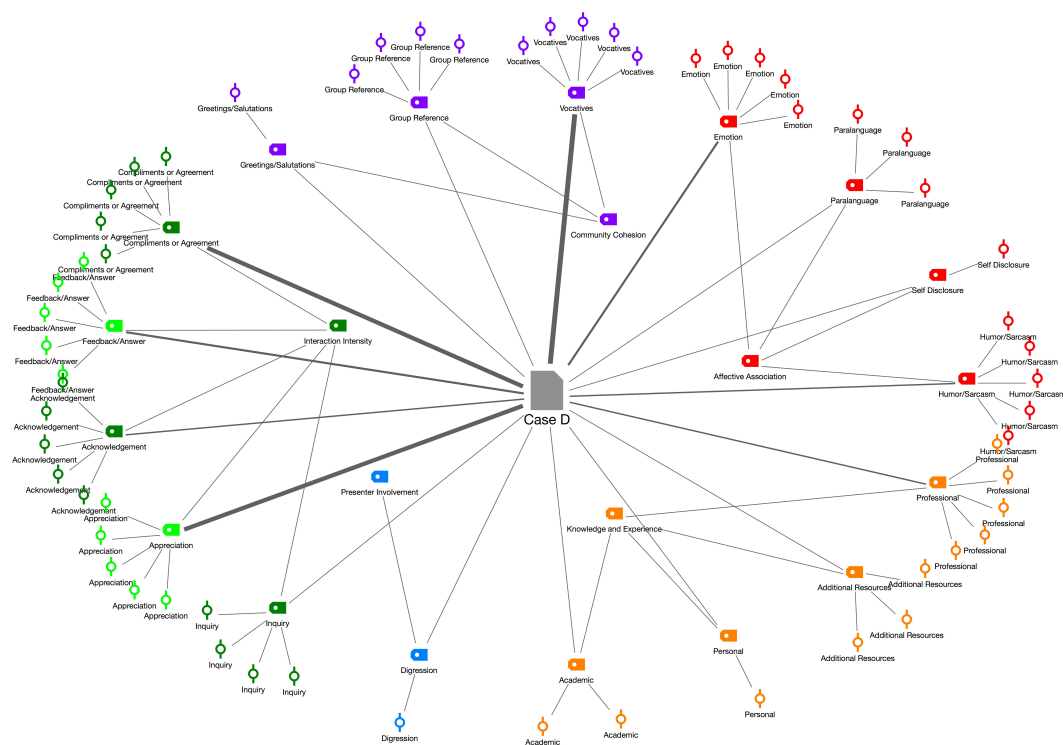 Vocatives
Vocatives
Vocatives
Vocatives
Vocatives
Vocatives
Group Reference
Group Reference
Group Reference
Group Reference
Group Reference
Greetings/Salutations
Greetings/Salutations
Community Cohesion
Emotion
Emotion
Emotion
Emotion
Emotion
Emotion
Paralanguage
Paralanguage
Paralanguage
Paralanguage
Self Disclosure
Self Disclosure
Affective Association
Humor/Sarcasm
Humor/Sarcasm
Humor/Sarcasm
Humor/Sarcasm
Humor/Sarcasm
Humor/Sarcasm
Compliments or Agreement
Compliments or Agreement
Compliments or Agreement
Compliments or Agreement
Compliments or Agreement
Compliments or Agreement
Feedback/Answer
Feedback/Answer
Feedback/Answer
Feedback/Answer
Feedback/Answer
Feedback/Answer
Interaction Intensity
Case D
Acknowledgement
Acknowledgement
Acknowledgement
Acknowledgement
Acknowledgement
Acknowledgement
Appreciation
Appreciation
Appreciation
Appreciation
Appreciation
Appreciation
Inquiry
Inquiry
Inquiry
Inquiry
Inquiry
Presenter Involvement
Digression
Digression
Knowledge and Experience
Professional
Professional
Professional
Professional
Professional
Professional
Additional Resources
Additional Resources
Additional Resources
Additional Resources
Personal
Personal
Academic
Academic
Academic